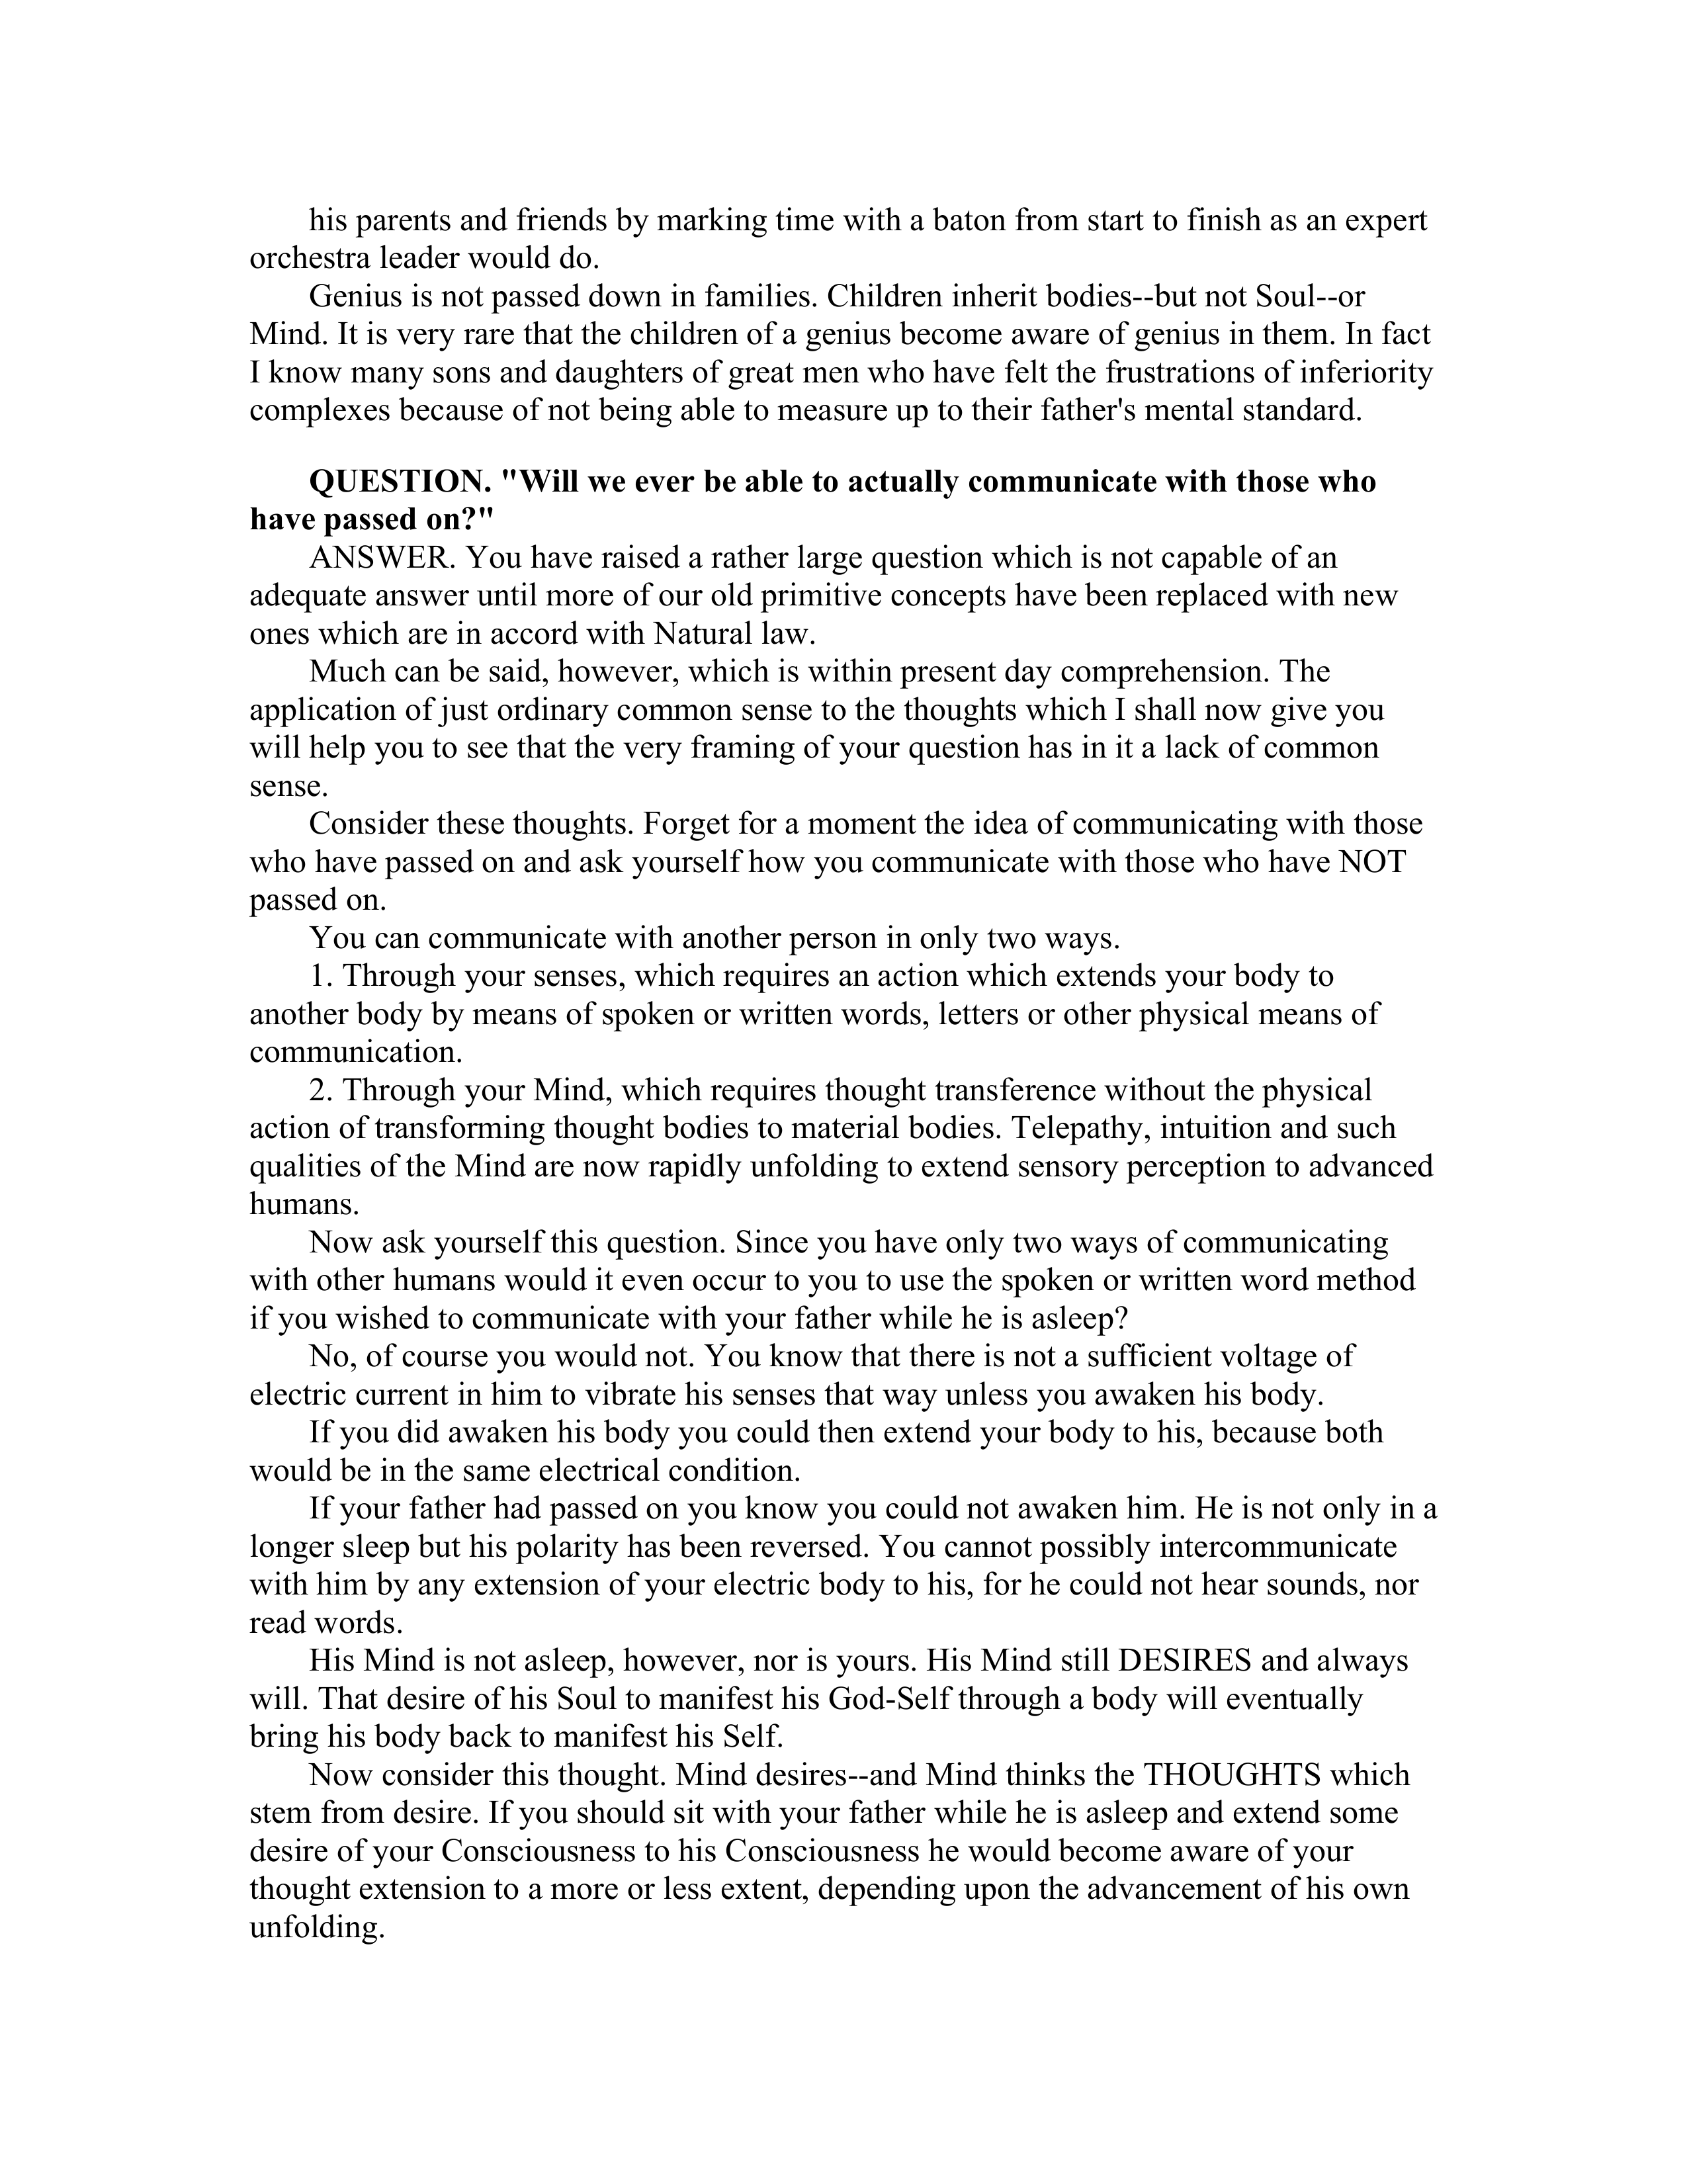 his parents and friends by marking time with a baton from start to finish as an expert
orchestra leader would do.
Genius is not passed down in families. Children inherit bodies--but not Soul--or
Mind. It is very rare that the children of a genius become aware of genius in them. In fact
I know many sons and daughters of great men who have felt the frustrations of inferiority
complexes because of not being able to measure up to their father's mental standard.
QUESTION. "Will we ever be able to actually communicate with those who
have passed on?"
ANSWER. You have raised a rather large question which is not capable of an
adequate answer until more of our old primitive concepts have been replaced with new
ones which are in accord with Natural law.
Much can be said, however, which is within present day comprehension. The
application of just ordinary common sense to the thoughts which I shall now give you
will help you to see that the very framing of your question has in it a lack of common
sense.
Consider these thoughts. Forget for a moment the idea of communicating with those
who have passed on and ask yourself how you communicate with those who have NOT
passed on.
You can communicate with another person in only two ways.
1. Through your senses, which requires an action which extends your body to
another body by means of spoken or written words, letters or other physical means of
communication.
2. Through your Mind, which requires thought transference without the physical
action of transforming thought bodies to material bodies. Telepathy, intuition and such
qualities of the Mind are now rapidly unfolding to extend sensory perception to advanced
humans.
Now ask yourself this question. Since you have only two ways of communicating
with other humans would it even occur to you to use the spoken or written word method
if you wished to communicate with your father while he is asleep?
No, of course you would not. You know that there is not a sufficient voltage of
electric current in him to vibrate his senses that way unless you awaken his body.
If you did awaken his body you could then extend your body to his, because both
would be in the same electrical condition.
If your father had passed on you know you could not awaken him. He is not only in a
longer sleep but his polarity has been reversed. You cannot possibly intercommunicate
with him by any extension of your electric body to his, for he could not hear sounds, nor
read words.
His Mind is not asleep, however, nor is yours. His Mind still DESIRES and always
will. That desire of his Soul to manifest his God-Self through a body will eventually
bring his body back to manifest his Self.
Now consider this thought. Mind desires--and Mind thinks the THOUGHTS which
stem from desire. If you should sit with your father while he is asleep and extend some
desire of your Consciousness to his Consciousness he would become aware of your
thought extension to a more or less extent, depending upon the advancement of his own
unfolding.